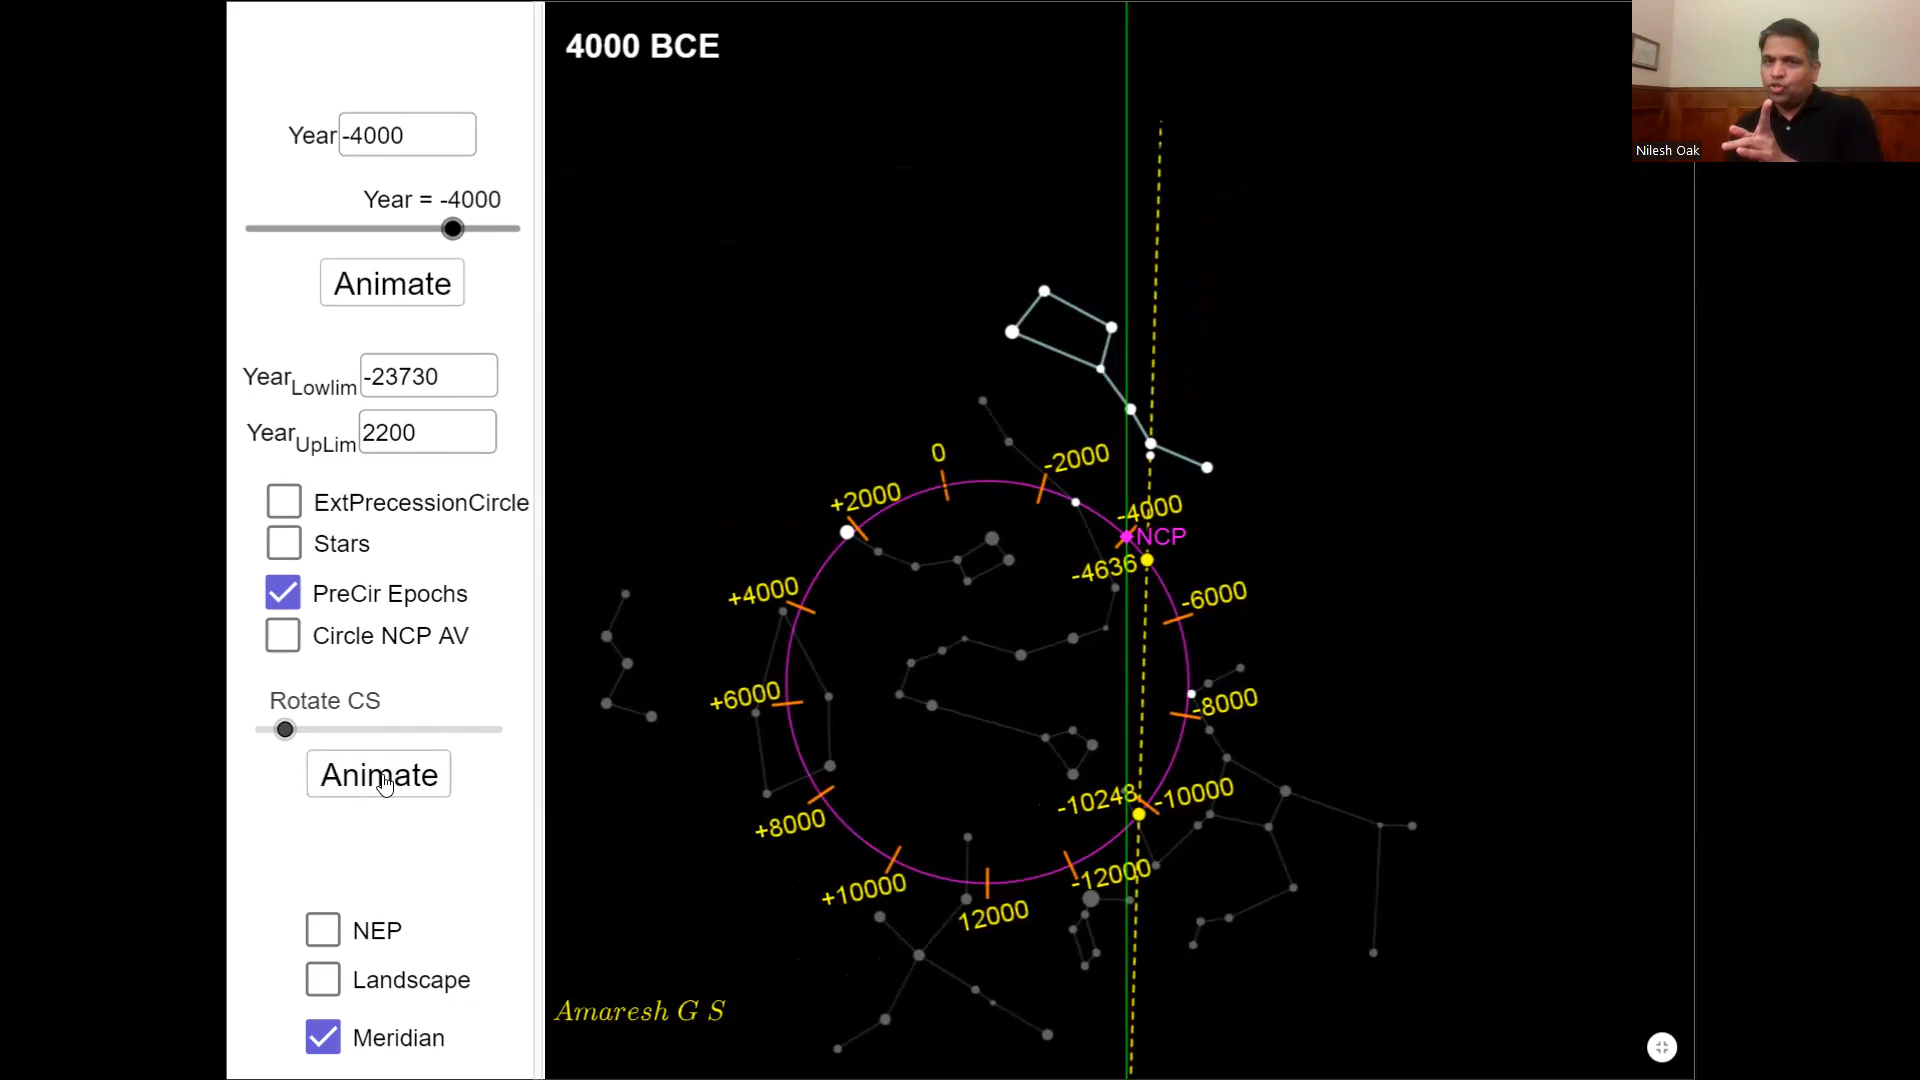 4000 BCE
Nilesh Oak
Year -4000
Year = -4000
Animate
YearLowlim -23730
YearUpLim 2200
ExtPrecessionCircle
Stars
PreCir Epochs
Circle NCP AV
Rotate CS
Animate
NEP
Landscape
Meridian
0
-2000
+2000
-4000
NCP
-4636
+4000
-6000
+6000
-8000
-10248
-10000
+8000
-12000
+10000
12000
Amaresh G S